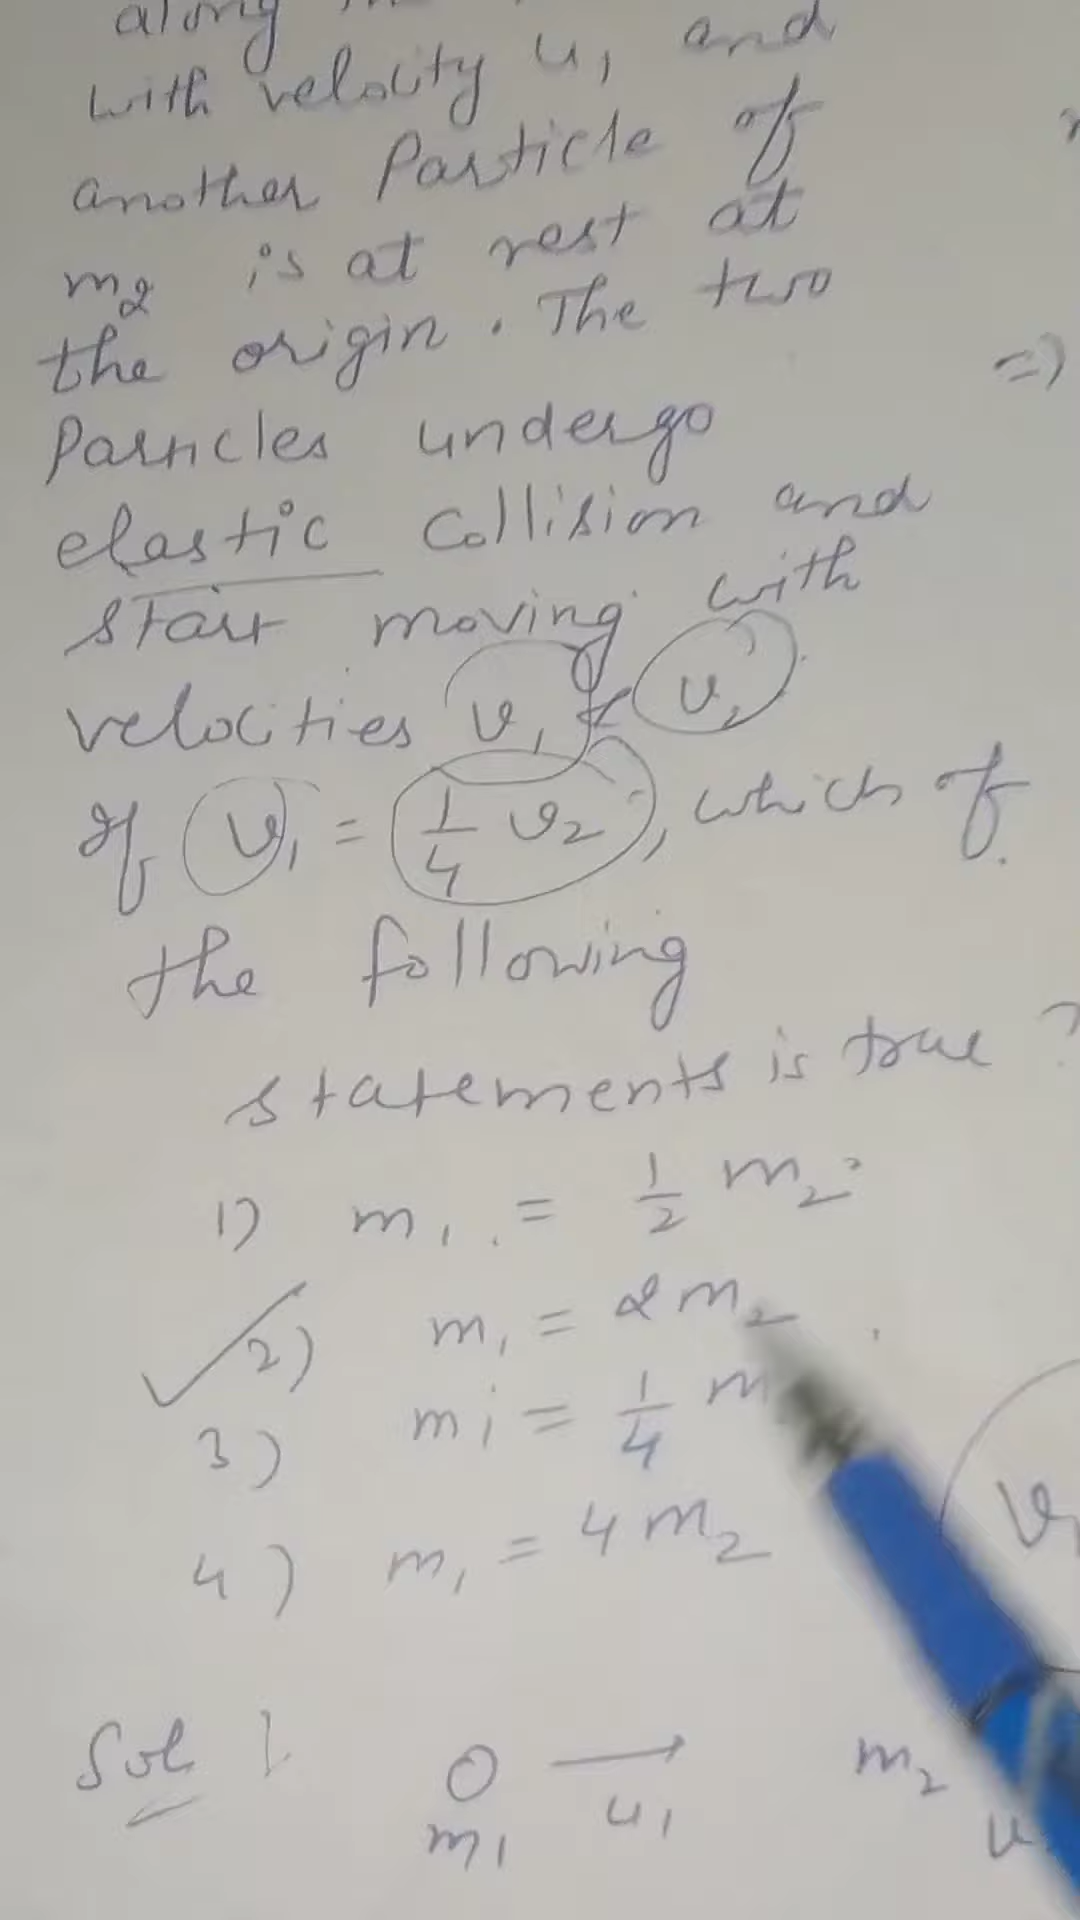 along
with velocity u₁ and
another Particle of
m₂ is at rest at
the origin. The two
Particles undergo
elastic Collision and
start moving with
velocities v₁ & v₂
If v₁ = 1/4 v₂, which of
the following
statements is true?
1) m₁ = 1/2 m₂
2) m₁ = 2m₂
3) m₁ = 1/4 m
4) m₁ = 4m₂
Sol
u₁ m₂
m₁